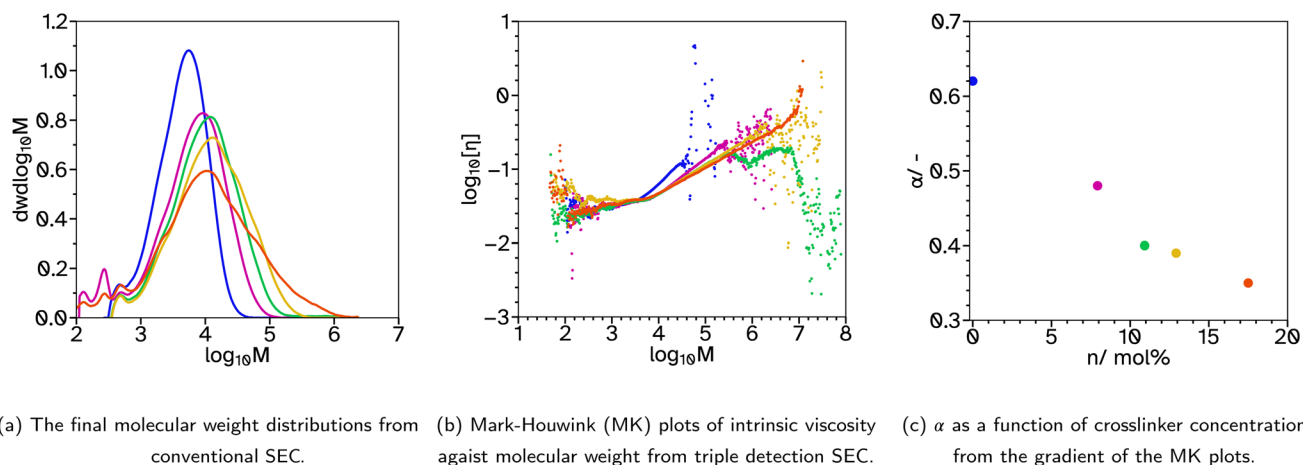 1.2
1.0
0.8
0.6
0.4
0.2
0.0
dwdlog10M
2 3 4 5 6 7
log10M
1
0
−1
−2
−3
log10[η]
1 2 3 4 5 6 7 8
log10M
0.7
0.6
0.5
0.4
0.3
α/ -
0 5 10 15 20
n/ mol%
(a) The final molecular weight distributions from
conventional SEC.
(b) Mark-Houwink (MK) plots of intrinsic viscosity
agaist molecular weight from triple detection SEC.
(c) α as a function of crosslinker concentration
from the gradient of the MK plots.